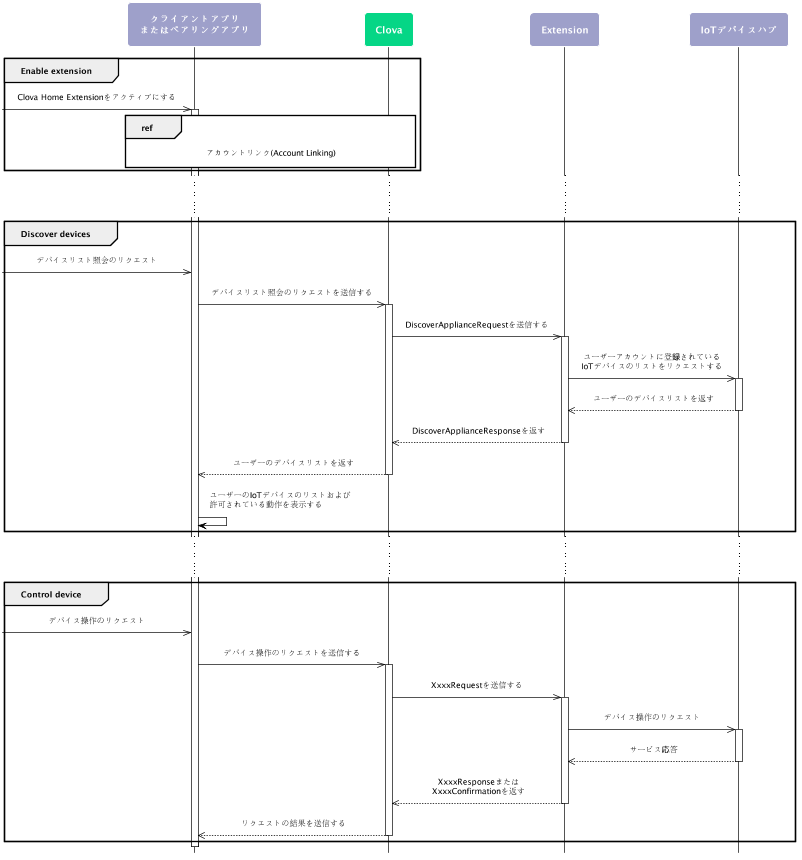 クライアントアプリ
またはペアリングアプリ
Clova
Extension
IoTデバイスハブ
Enable extension
Clova Home Extensionをアクティブにする
ref
アカウントリンク(Account Linking)
Discover devices
デバイスリスト照会のリクエスト
デバイスリスト照会のリクエストを送信する
DiscoverApplianceRequestを送信する
ユーザーアカウントに登録されている
IoTデバイスのリストをリクエストする
ユーザーのデバイスリストを返す
DiscoverApplianceResponseを返す
ユーザーのデバイスリストを返す
ユーザーのIoTデバイスのリストおよび
許可されている動作を表示する
Control device
デバイス操作のリクエスト
デバイス操作のリクエストを送信する
XxxxRequestを送信する
デバイス操作のリクエスト
サービス応答
XxxxResponseまたは
XxxxConfirmationを返す
リクエストの結果を送信する